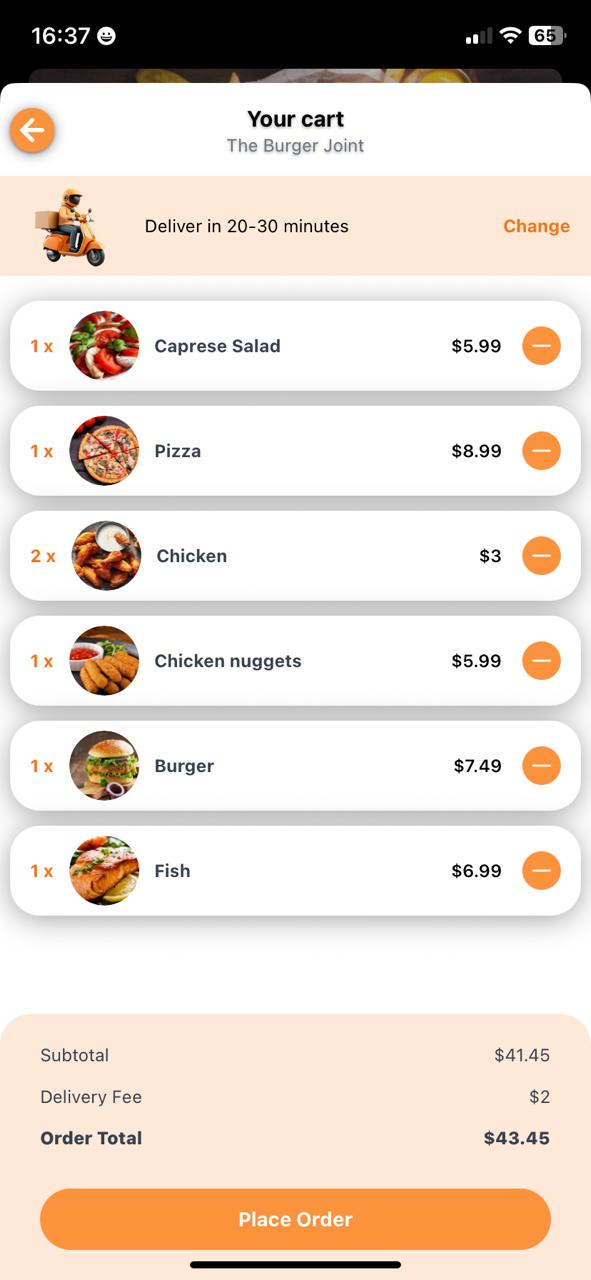 16:37
65
Your cart
The Burger Joint
Deliver in 20-30 minutes Change
1 x Caprese Salad $5.99
1 x Pizza $8.99
2 x Chicken $3
1 x Chicken nuggets $5.99
1 x Burger $7.49
1 x Fish $6.99
Subtotal $41.45
Delivery Fee $2
Order Total $43.45
Place Order